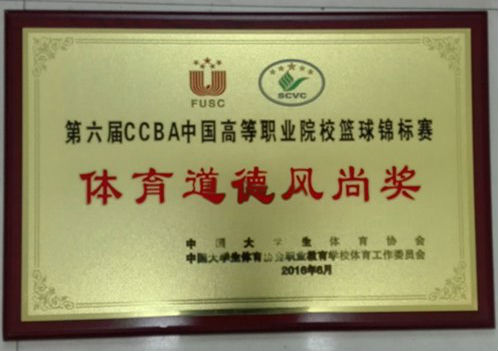 FUSC
SCVC
第六届CCBA中国高等职业院校篮球锦标赛
体育道德风尚奖
中国大学生体育协会
中国大学生体育协会职业教育学校体育工作委员会
2016年6月